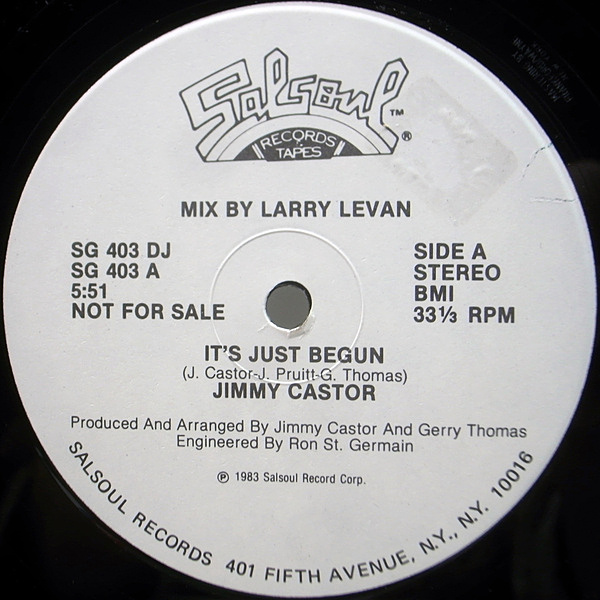 Salsoul ™
RECORDS & TAPES ®
MIX BY LARRY LEVAN
SG 403 DJ
SG 403 A
5:51
NOT FOR SALE
SIDE A
STEREO
BMI
33⅓ RPM
IT'S JUST BEGUN
(J. Castor-J. Pruitt-G. Thomas)
JIMMY CASTOR
Produced And Arranged By Jimmy Castor And Gerry Thomas
Engineered By Ron St. Germain
℗ 1983 Salsoul Record Corp.
SALSOUL RECORDS 401 FIFTH AVENUE, N.Y., N.Y. 10016